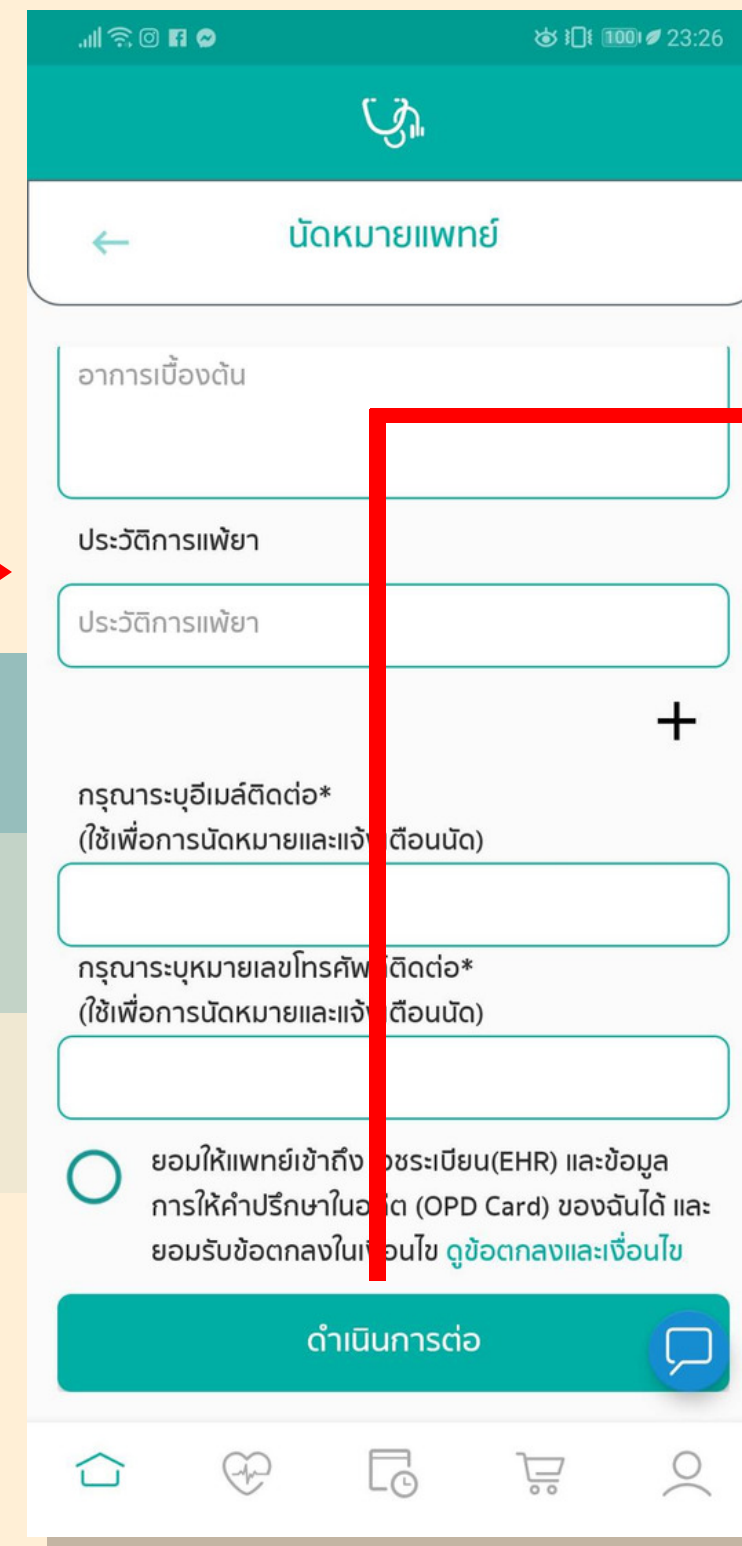 100 23:26
นัดหมายแพทย์
อาการเบื้องต้น
ประวัติการแพ้ยา
ประวัติการแพ้ยา
+
กรุณาระบุอีเมล์ติดต่อ*
(ใช้เพื่อการนัดหมายและแจ้งเตือนนัด)
กรุณาระบุหมายเลขโทรศัพท์ติดต่อ*
(ใช้เพื่อการนัดหมายและแจ้งเตือนนัด)
ยอมให้แพทย์เข้าถึงเวชระเบียน(EHR) และข้อมูล
การให้คำปรึกษาในอดีต (OPD Card) ของฉันได้ และ
ยอมรับข้อตกลงในเงื่อนไข ดูข้อตกลงและเงื่อนไข
ดำเนินการต่อ